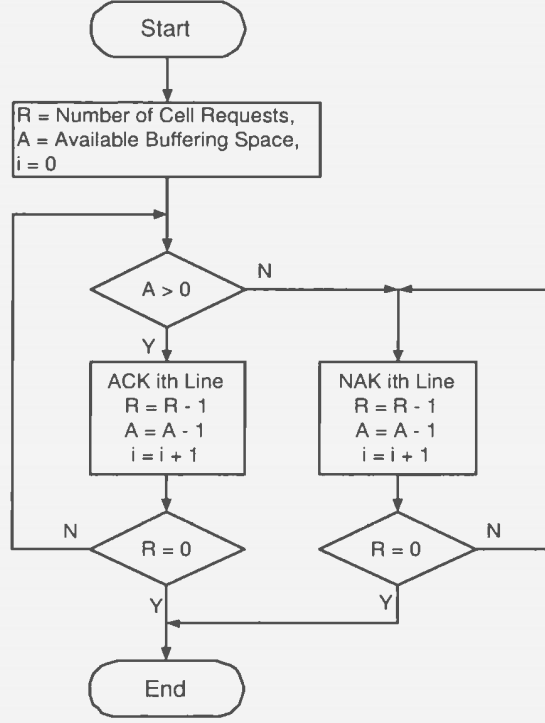 Start
R = Number of Cell Requests,
A = Available Buffering Space,
i = 0
A > 0
N
Y
ACK ith Line
R = R - 1
A = A - 1
i = i + 1
NAK ith Line
R = R - 1
A = A - 1
i = i + 1
R = 0
N
Y
R = 0
N
Y
End